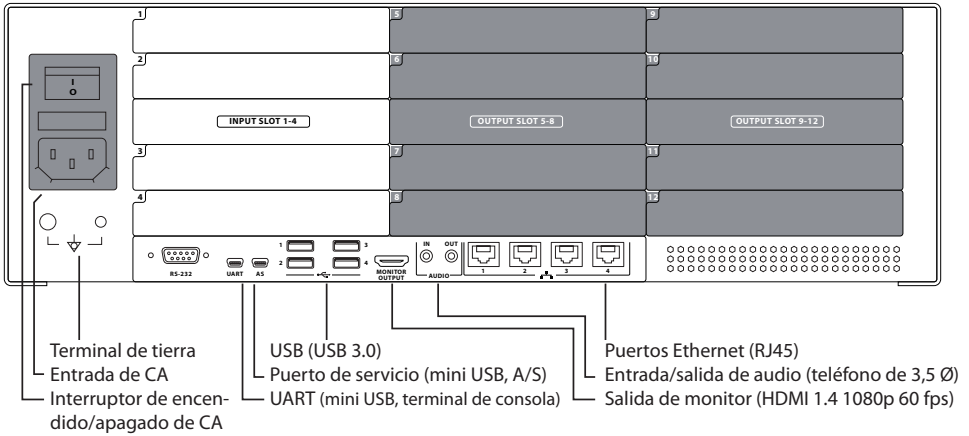 1
5
9
2
6
10
I
O
INPUT SLOT 1-4
OUTPUT SLOT 5-8
OUTPUT SLOT 9-12
3
7
11
4
8
12
RS-232
UART
AS
1
3
2
4
MONITOR
OUTPUT
IN
OUT
AUDIO
1
2
3
4
Terminal de tierra
Entrada de CA
Interruptor de encen-
dido/apagado de CA
USB (USB 3.0)
Puerto de servicio (mini USB, A/S)
UART (mini USB, terminal de consola)
Puertos Ethernet (RJ45)
Entrada/salida de audio (teléfono de 3,5 Ø)
Salida de monitor (HDMI 1.4 1080p 60 fps)